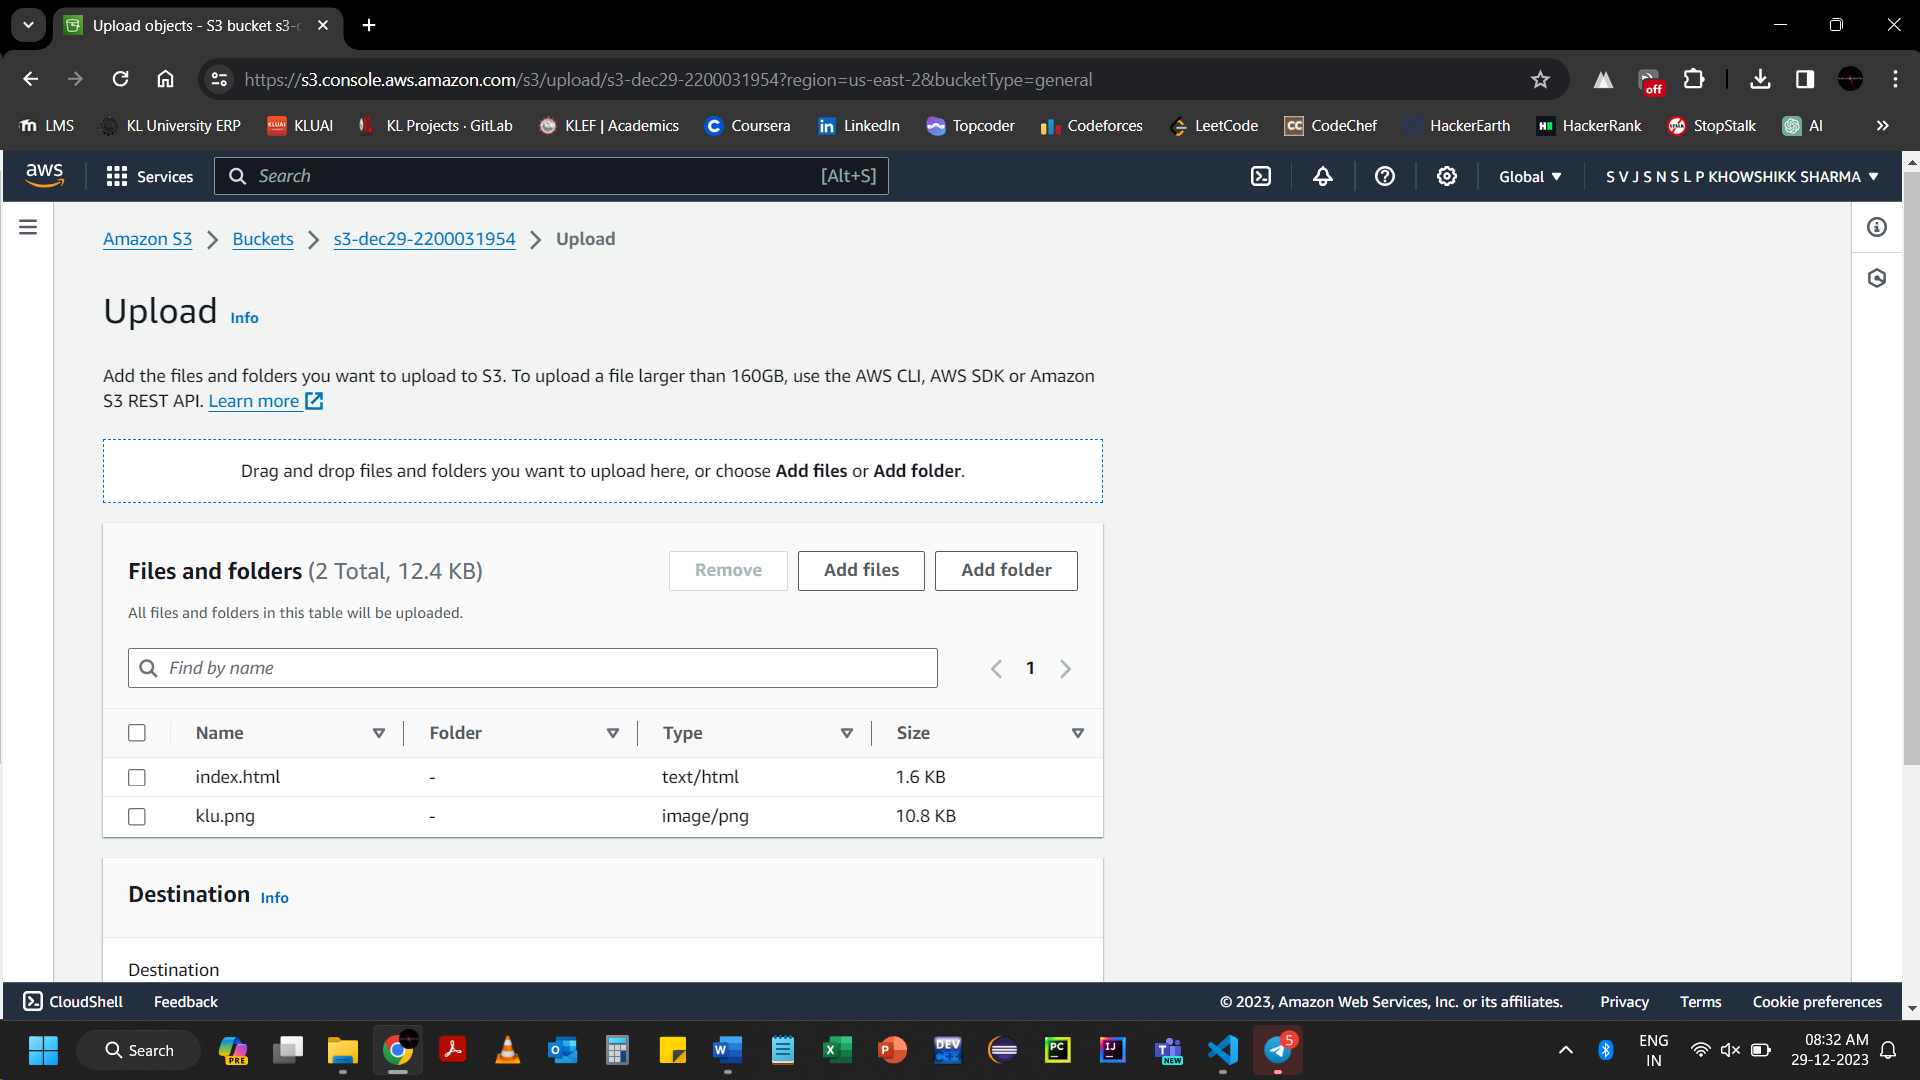 Upload objects - S3 bucket s3-d
https://s3.console.aws.amazon.com/s3/upload/s3-dec29-2200031954?region=us-east-2&bucketType=general
off
LMS
KL University ERP
KLUAI
KLUAI
KL Projects · GitLab
KLEF | Academics
Coursera
LinkedIn
Topcoder
Codeforces
LeetCode
CC
CodeChef
HackerEarth
HackerRank
StopStalk
AI
aws
Services
Search
[Alt+S]
Global
S V J S N S L P KHOWSHIKK SHARMA
Amazon S3
Buckets
s3-dec29-2200031954
Upload
Upload
Info
Add the files and folders you want to upload to S3. To upload a file larger than 160GB, use the AWS CLI, AWS SDK or Amazon
S3 REST API. Learn more
Drag and drop files and folders you want to upload here, or choose Add files or Add folder.
Files and folders (2 Total, 12.4 KB)
Remove
Add files
Add folder
All files and folders in this table will be uploaded.
Find by name
1
Name
Folder
Type
Size
index.html
-
text/html
1.6 KB
klu.png
-
image/png
10.8 KB
Destination
Info
Destination
CloudShell
Feedback
© 2023, Amazon Web Services, Inc. or its affiliates.
Privacy
Terms
Cookie preferences
Search
PRE
W
DEV
PC
IJ
NEW
5
ENG
IN
08:32 AM
29-12-2023